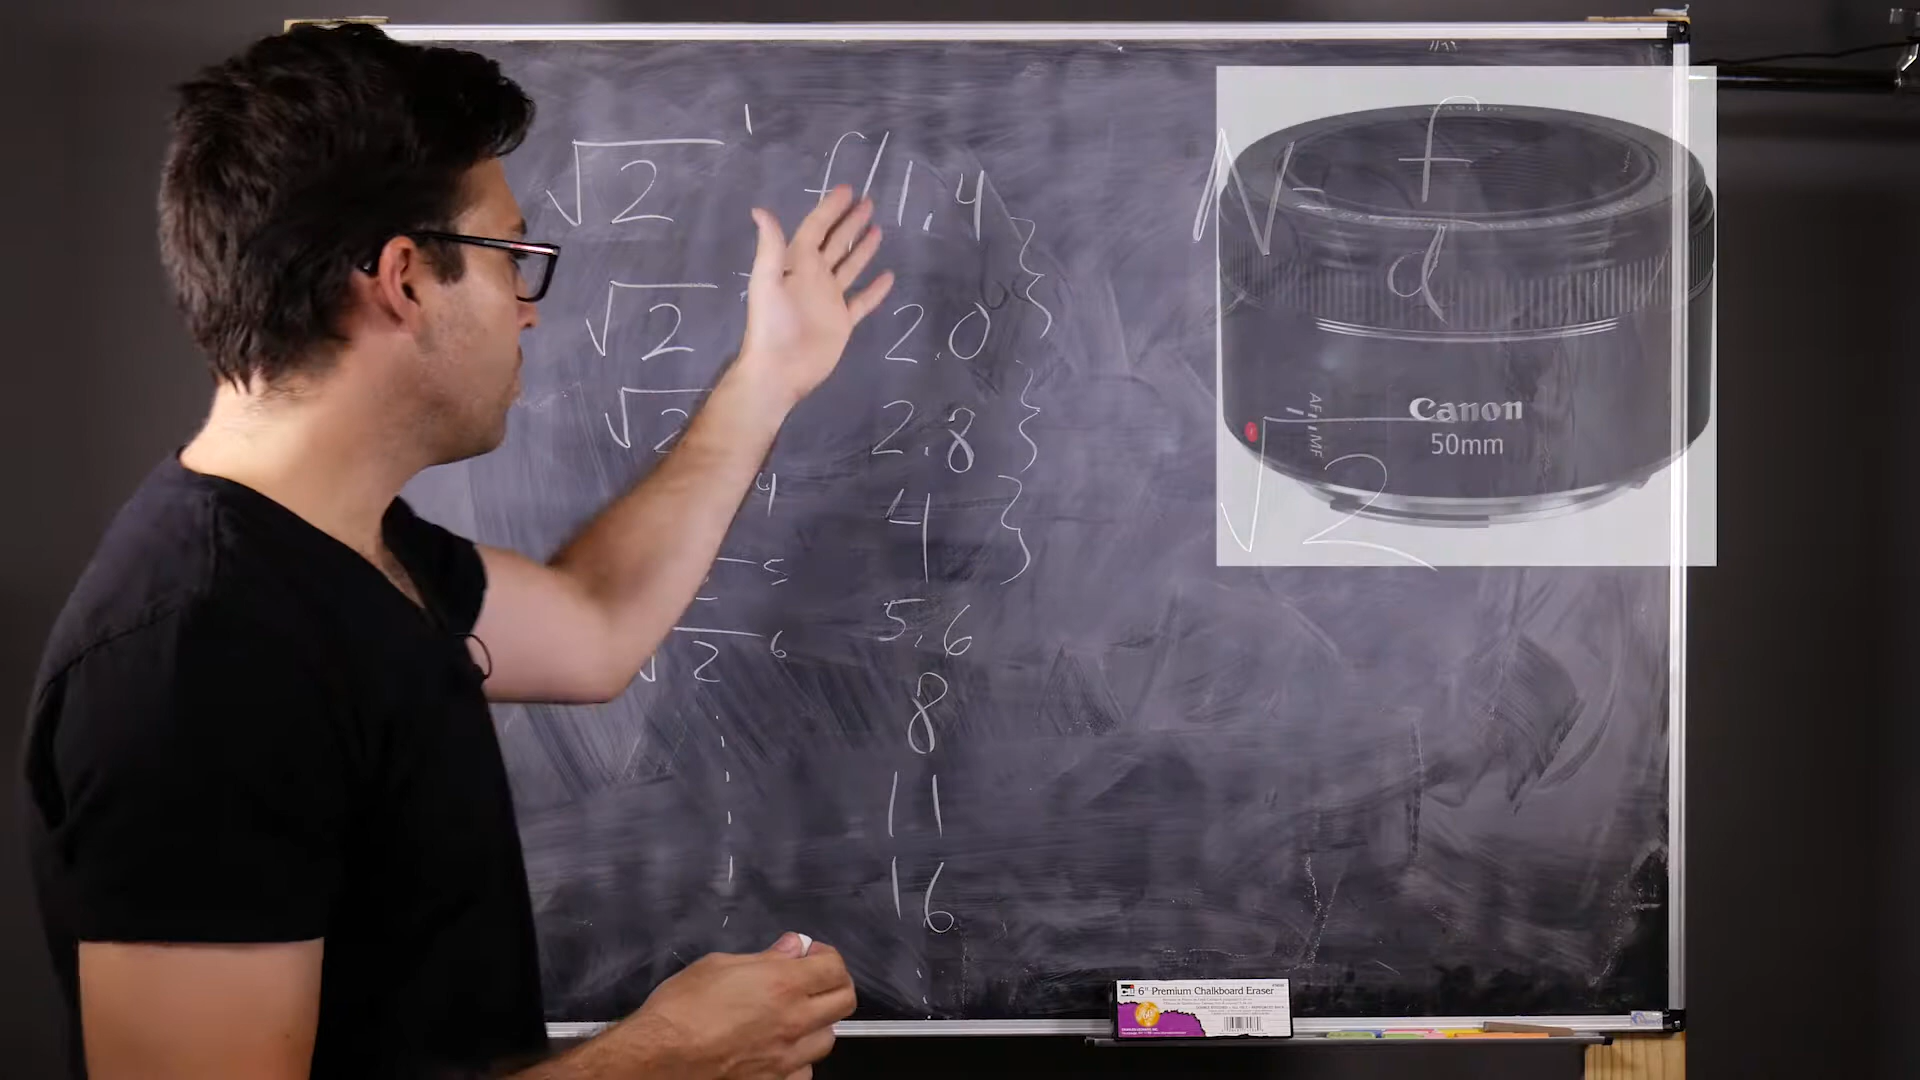 √2 1 f/1.4
√2 2.0
√2 2.8
4 4
5 5.6
√2 6 8
11
16
N = f
d
√2
AF MF
Canon
50mm
6" Premium Chalkboard Eraser